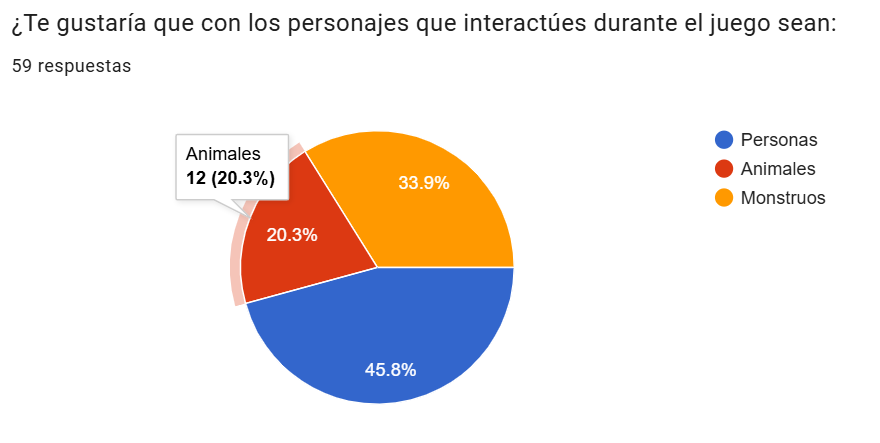 ¿Te gustaría que con los personajes que interactúes durante el juego sean:
59 respuestas
Animales
12 (20.3%)
33.9%
20.3%
45.8%
Personas
Animales
Monstruos